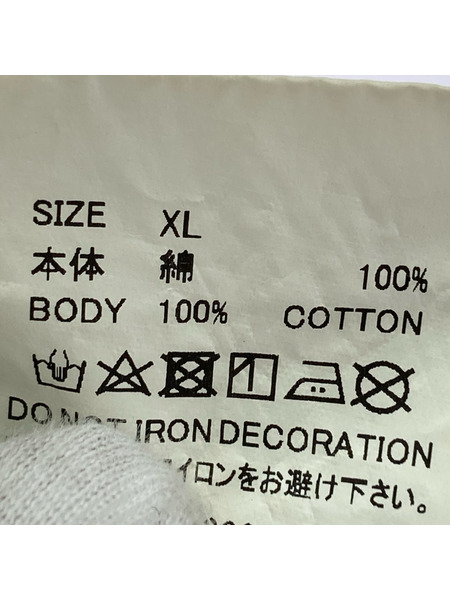 SIZE XL
本体 綿 100%
BODY 100% COTTON
DO NOT IRON DECORATION
イロンをお避け下さい。